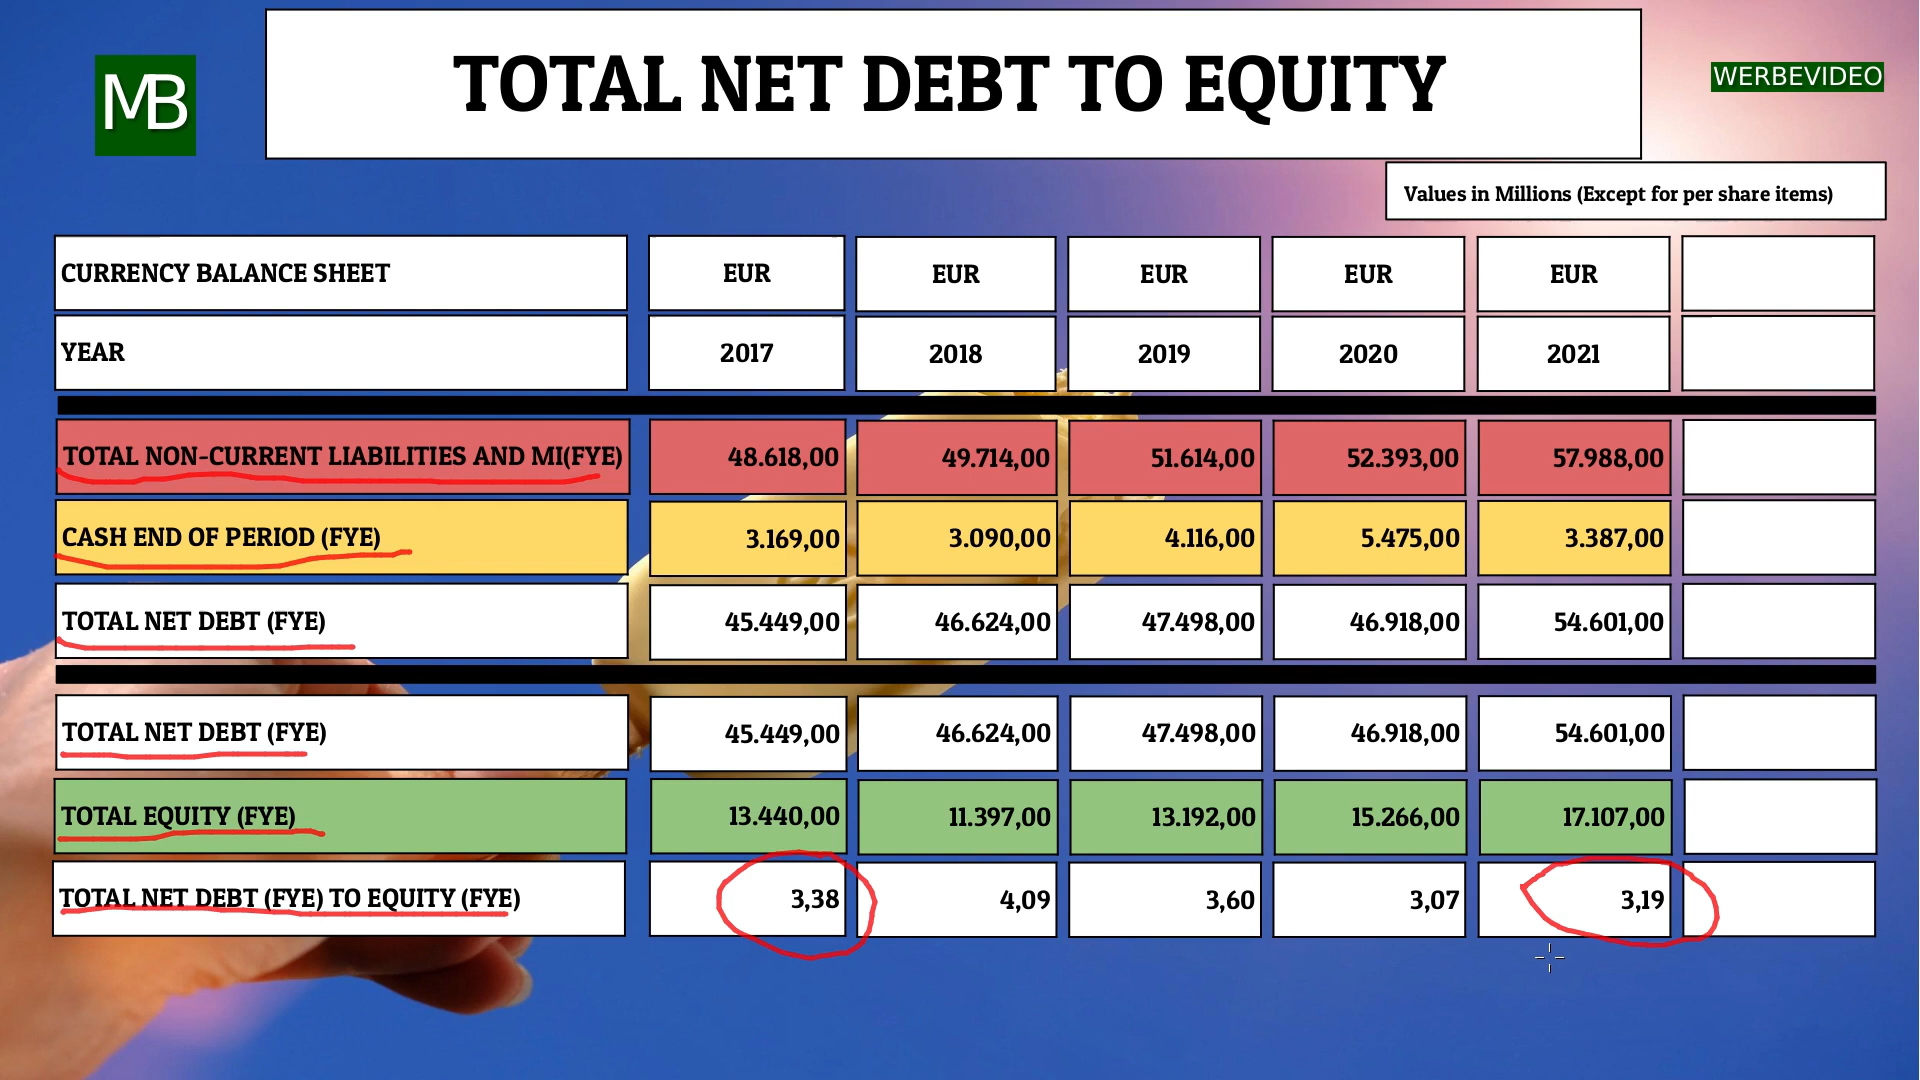 TOTAL NET DEBT TO EQUITY
MB
WERBEVIDEO
Values in Millions (Except for per share items)
CURRENCY BALANCE SHEET EUR EUR EUR EUR EUR
YEAR 2017 2018 2019 2020 2021
TOTAL NON-CURRENT LIABILITIES AND MI(FYE) 48.618,00 49.714,00 51.614,00 52.393,00 57.988,00
CASH END OF PERIOD (FYE) 3.169,00 3.090,00 4.116,00 5.475,00 3.387,00
TOTAL NET DEBT (FYE) 45.449,00 46.624,00 47.498,00 46.918,00 54.601,00
TOTAL NET DEBT (FYE) 45.449,00 46.624,00 47.498,00 46.918,00 54.601,00
TOTAL EQUITY (FYE) 13.440,00 11.397,00 13.192,00 15.266,00 17.107,00
TOTAL NET DEBT (FYE) TO EQUITY (FYE) 3,38 4,09 3,60 3,07 3,19